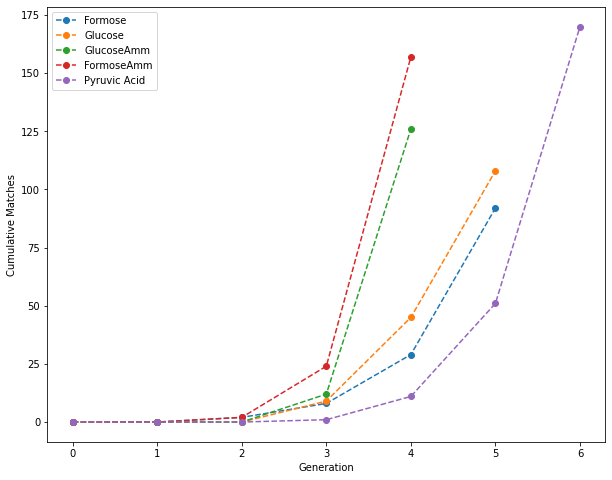 175
150
125
100
75
50
25
0
Cumulative Matches
Formose
Glucose
GlucoseAmm
FormoseAmm
Pyruvic Acid
0 1 2 3 4 5 6
Generation